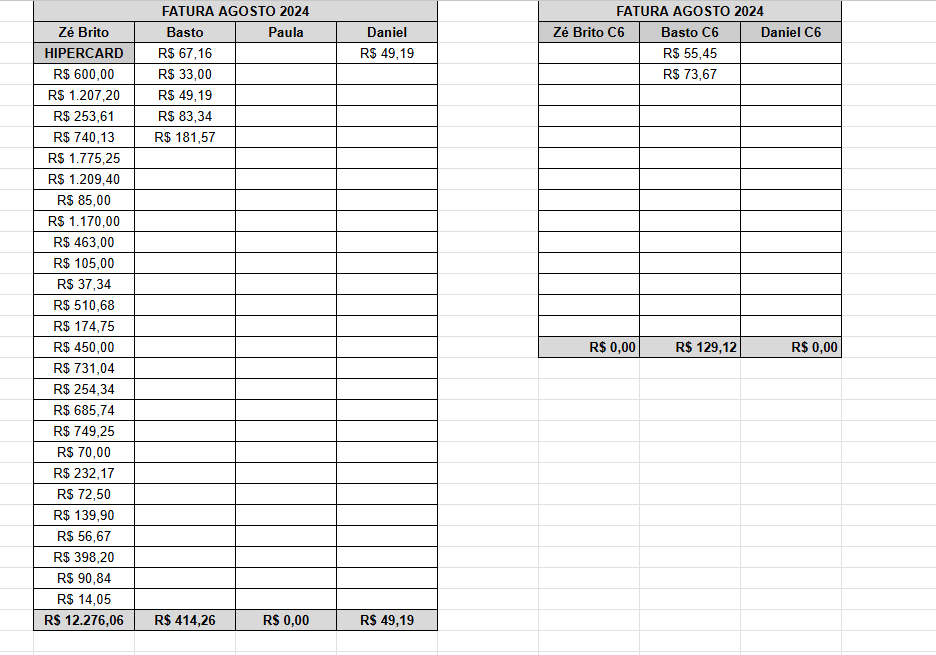 FATURA AGOSTO 2024 FATURA AGOSTO 2024
Zé Brito Basto Paula Daniel Zé Brito C6 Basto C6 Daniel C6
HIPERCARD R$ 67,16 R$ 49,19 R$ 55,45
R$ 600,00 R$ 33,00 R$ 73,67
R$ 1.207,20 R$ 49,19
R$ 253,61 R$ 83,34
R$ 740,13 R$ 181,57
R$ 1.775,25
R$ 1.209,40
R$ 85,00
R$ 1.170,00
R$ 463,00
R$ 105,00
R$ 37,34
R$ 510,68
R$ 174,75
R$ 450,00 R$ 0,00 R$ 129,12 R$ 0,00
R$ 731,04
R$ 254,34
R$ 685,74
R$ 749,25
R$ 70,00
R$ 232,17
R$ 72,50
R$ 139,90
R$ 56,67
R$ 398,20
R$ 90,84
R$ 14,05
R$ 12.276,06 R$ 414,26 R$ 0,00 R$ 49,19